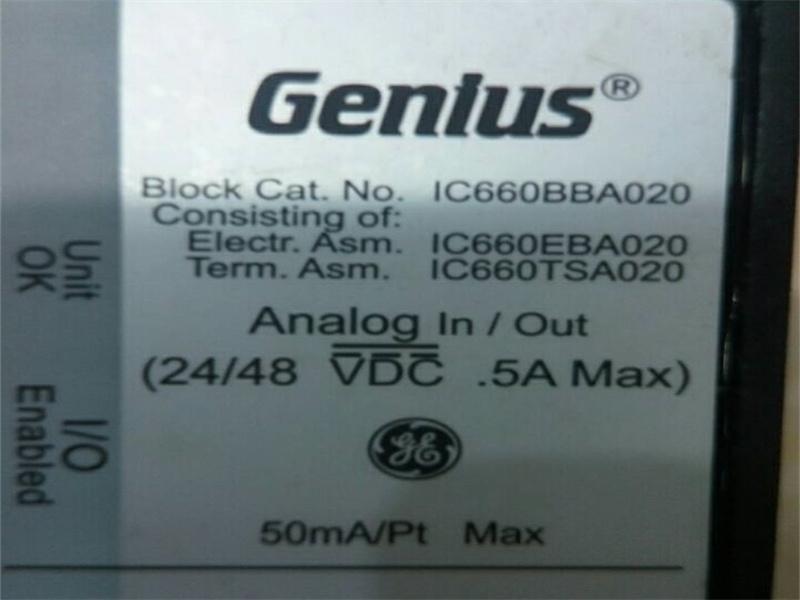 Genius®
Block Cat. No. IC660BBA020
Consisting of:
Electr. Asm. IC660EBA020
Term. Asm. IC660TSA020
Analog In / Out
(24/48 VDC .5A Max)
GE
50mA/Pt Max
Unit
OK
I/O
Enabled